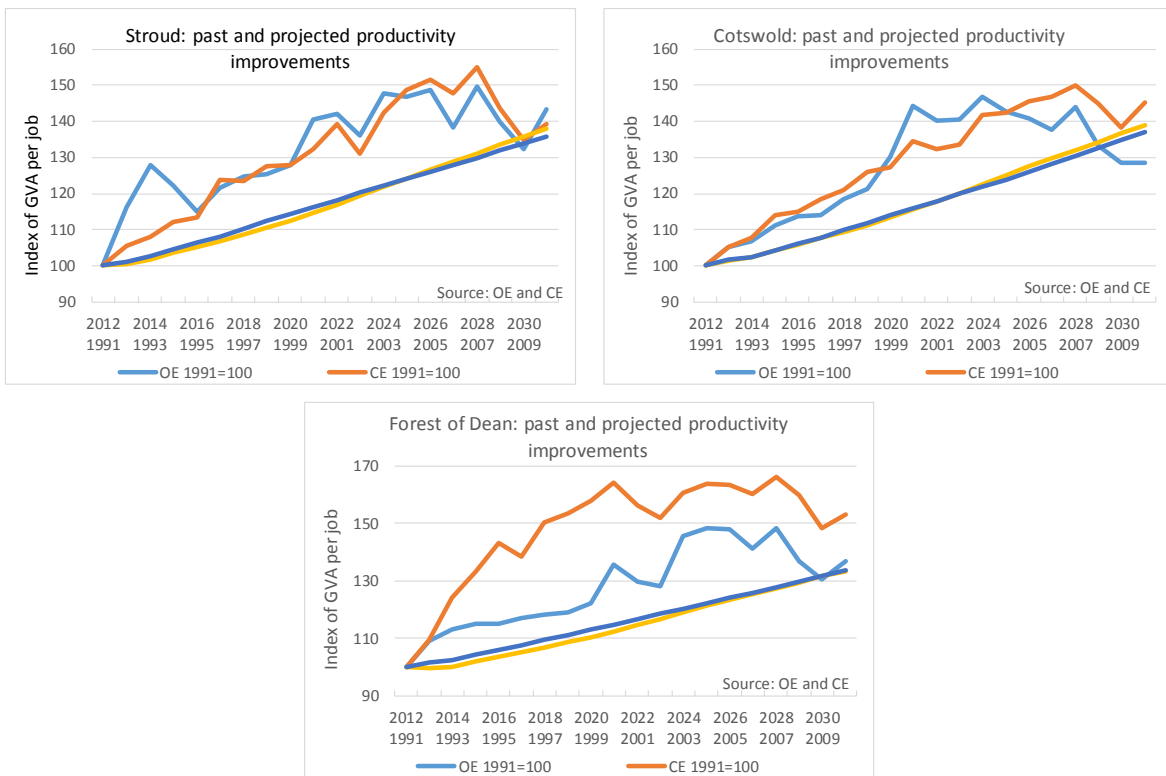 Stroud: past and projected productivity
improvements
160
150
140
130
120
110
100
90
Index of GVA per job
Source: OE and CE
2012 2014 2016 2018 2020 2022 2024 2026 2028 2030
1991 1993 1995 1997 1999 2001 2003 2005 2007 2009
OE 1991=100 CE 1991=100
Cotswold: past and projected productivity
improvements
160
150
140
130
120
110
100
90
Index of GVA per job
Source: OE and CE
2012 2014 2016 2018 2020 2022 2024 2026 2028 2030
1991 1993 1995 1997 1999 2001 2003 2005 2007 2009
OE 1991=100 CE 1991=100
Forest of Dean: past and projected productivity
improvements
170
150
130
110
90
Index of GVA per job
Source: OE and CE
2012 2014 2016 2018 2020 2022 2024 2026 2028 2030
1991 1993 1995 1997 1999 2001 2003 2005 2007 2009
OE 1991=100 CE 1991=100